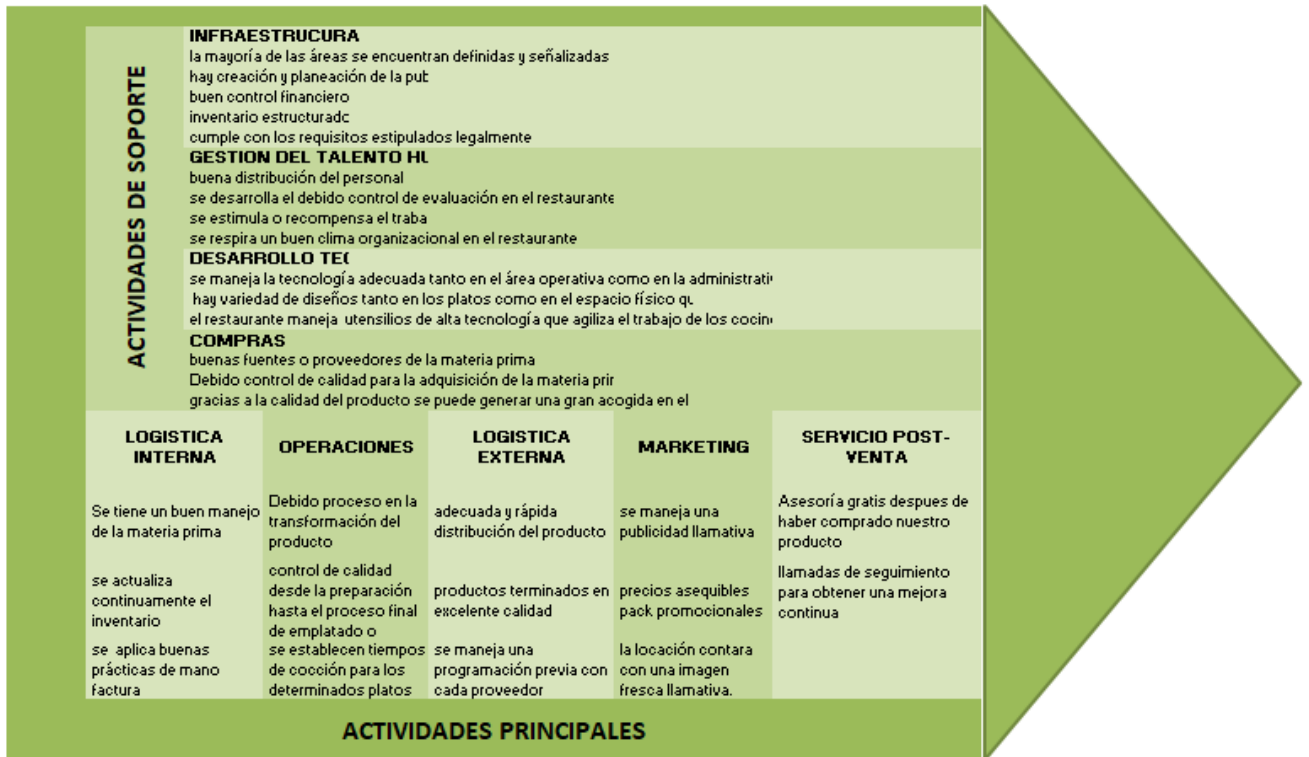 ACTIVIDADES DE SOPORTE
INFRAESTRUCURA
la mayoría de las áreas se encuentran definidas y señalizadas
hay creación y planeación de la pub
buen control financiero
inventario estructurado
cumple con los requisitos estipulados legalmente
GESTION DEL TALENTO HU
buena distribución del personal
se desarrolla el debido control de evaluación en el restaurante
se estimula o recompensa el traba
se respira un buen clima organizacional en el restaurante
DESARROLLO TEC
se maneja la tecnología adecuada tanto en el área operativa como en la administrati
hay variedad de diseños tanto en los platos como en el espacio físico qu
el restaurante maneja utensilios de alta tecnología que agiliza el trabajo de los cocin
COMPRAS
buenas fuentes o proveedores de la materia prima
Debido control de calidad para la adquisición de la materia prim
gracias a la calidad del producto se puede generar una gran acogida en el
LOGISTICA
INTERNA
Se tiene un buen manejo
de la materia prima
se actualiza
continuamente el
inventario
se aplica buenas
prácticas de mano
factura
OPERACIONES
Debido proceso en la
transformación del
producto
control de calidad
desde la preparación
hasta el proceso final
de emplatado o
se establecen tiempos
de cocción para los
determinados platos
LOGISTICA
EXTERNA
adecuada y rápida
distribución del producto
productos terminados en
excelente calidad
se maneja una
programación previa con
cada proveedor
MARKETING
se maneja una
publicidad llamativa
precios asequibles
pack promocionales
la locación contara
con una imagen
fresca llamativa.
SERVICIO POST-
VENTA
Asesoría gratis despues de
haber comprado nuestro
producto
llamadas de seguimiento
para obtener una mejora
continua
ACTIVIDADES PRINCIPALES